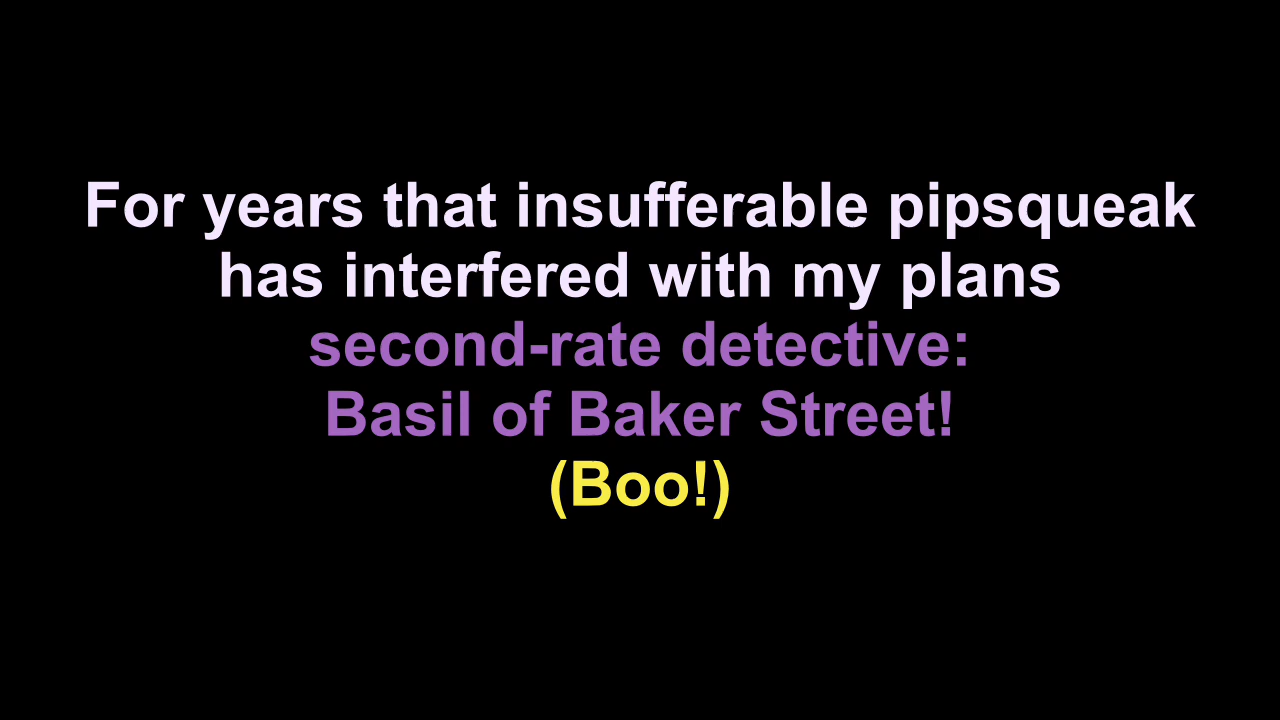 For years that insufferable pipsqueak
has interfered with my plans
second-rate detective:
Basil of Baker Street!
(Boo!)